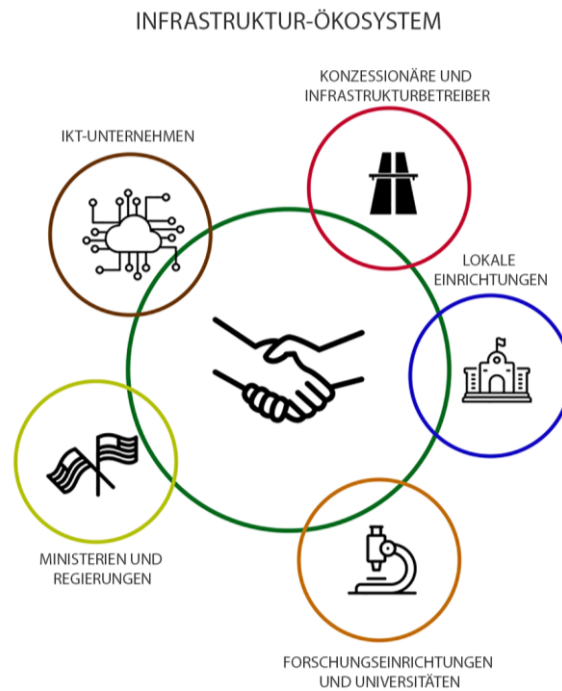 INFRASTRUKTUR-ÖKOSYSTEM
KONZESSIONÄRE UND
INFRASTRUKTURBETREIBER
IKT-UNTERNEHMEN
LOKALE
EINRICHTUNGEN
MINISTERIEN UND
REGIERUNGEN
FORSCHUNGSEINRICHTUNGEN
UND UNIVERSITÄTEN